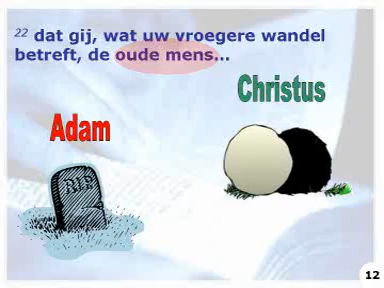 22 dat gij, wat uw vroegere wandel
betreft, de oude mens...
Christus
Adam
RIP
12